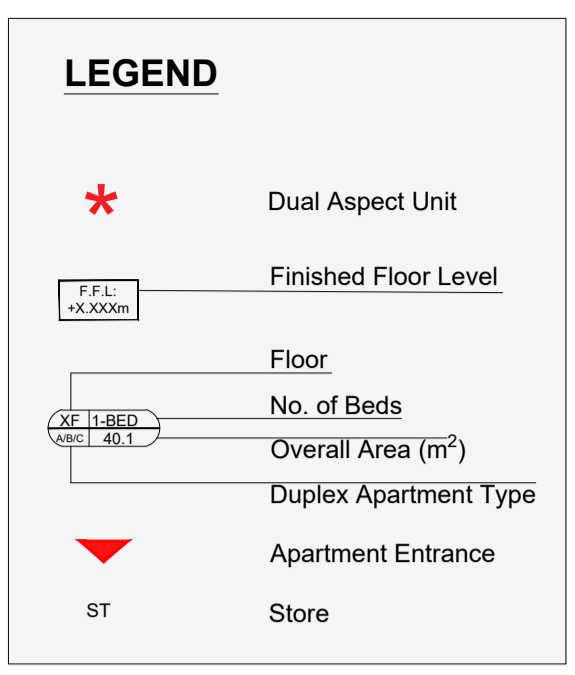 LEGEND
* Dual Aspect Unit
Finished Floor Level
F.F.L:
+X.XXXm
Floor
No. of Beds
XF 1-BED
A/B/C 40.1
Overall Area (m²)
Duplex Apartment Type
Apartment Entrance
ST Store